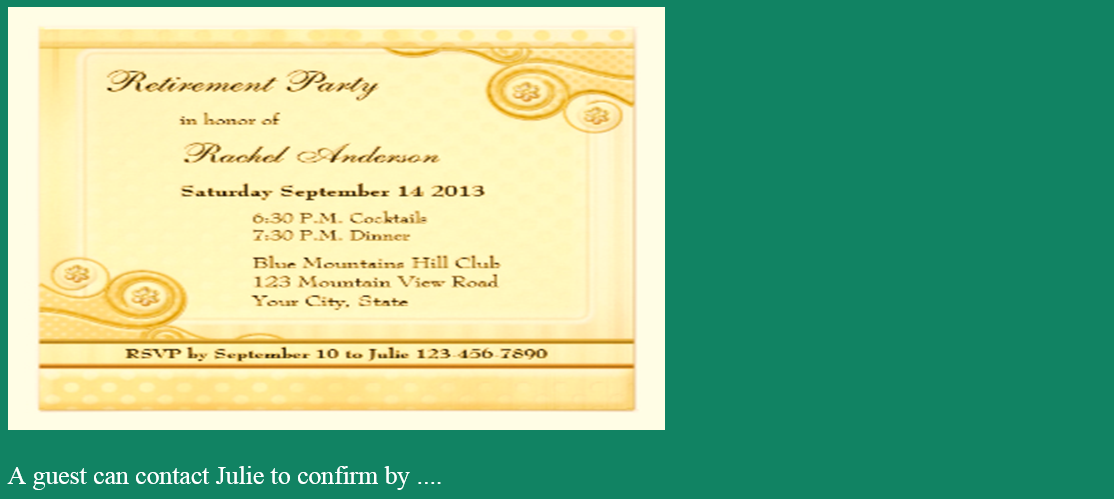 Retirement Party
in honor of
Rachel Anderson
Saturday September 14 2013
6:30 P.M. Cocktails
7:30 P.M. Dinner
Blue Mountains Hill Club
123 Mountain View Road
Your City, State
RSVP by September 10 to Julie 123-456-7890
A guest can contact Julie to confirm by ....